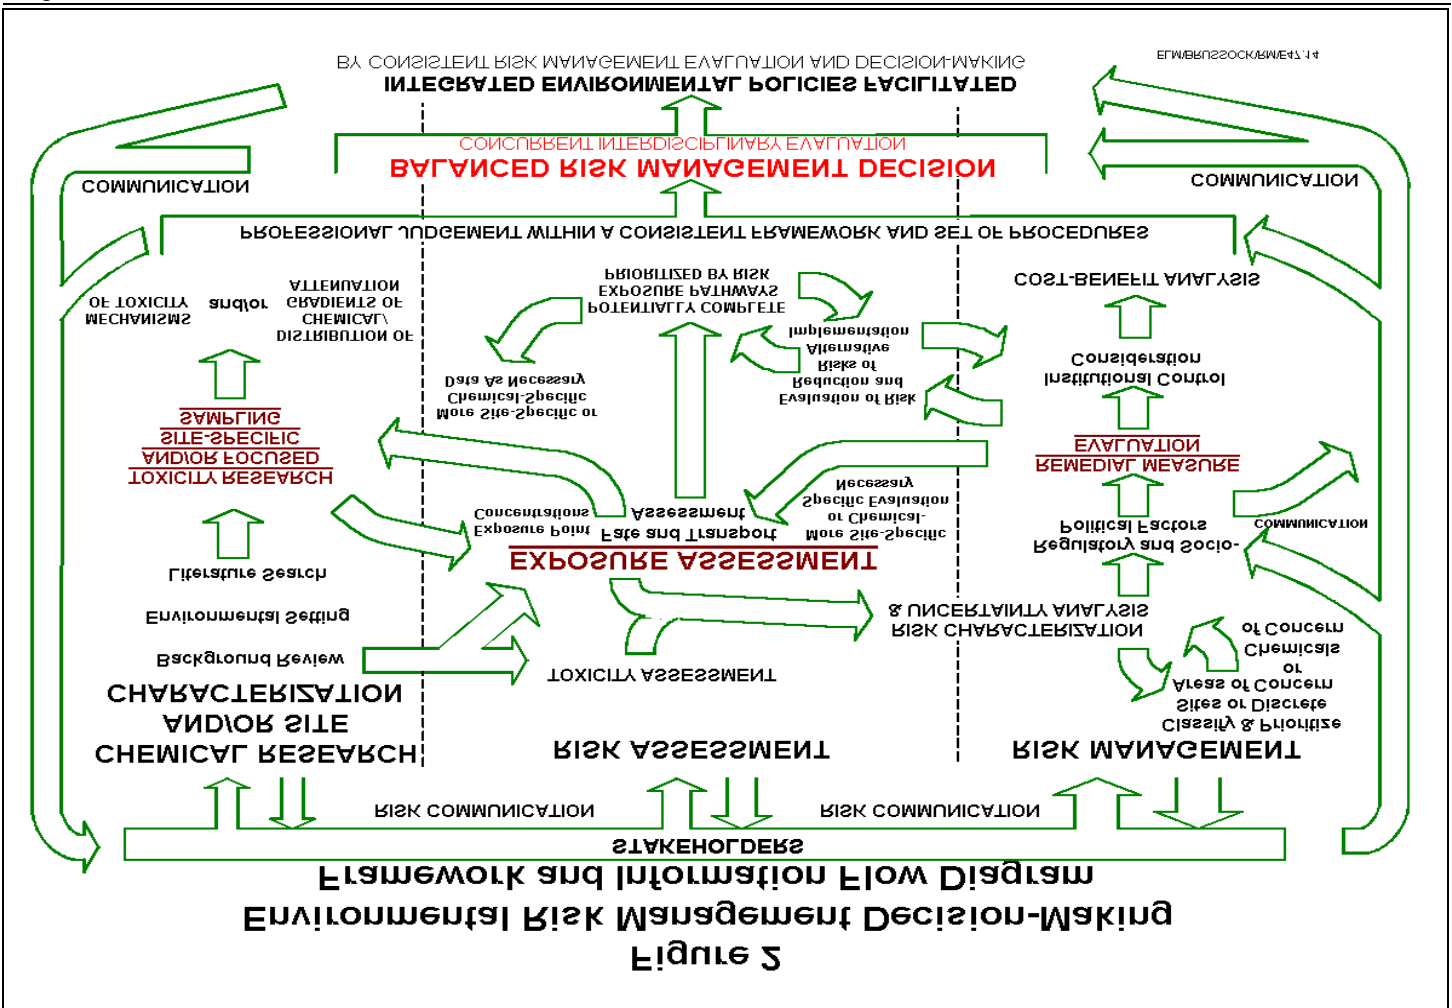 Figure 2
Environmental Risk Management Decision-Making
Framework and Information Flow Diagram
STAKEHOLDERS
RISK COMMUNICATION
RISK COMMUNICATION
CHEMICAL RESEARCH
AND/OR SITE
CHARACTERIZATION
Background Review
Environmental Setting
Literature Search
TOXICITY RESEARCH
AND/OR FOCUSED
SITE-SPECIFIC
SAMPLING
MECHANISMS
OF TOXICITY
and/or
DISTRIBUTION OF
CHEMICAL/
GRADIENTS OF
ATTENUATION
RISK ASSESSMENT
TOXICITY ASSESSMENT
EXPOSURE ASSESSMENT
Exposure Point
Concentrations
Fate and Transport
Assessment
More Site-Specific
or Chemical-
Specific Evaluation
Necessary
More Site-Specific or
Chemical-Specific
Data As Necessary
Evaluation of Risk
Reduction and
Risks of
Alternative
Implementation
POTENTIALLY COMPLETE
EXPOSURE PATHWAYS
PRIORITIZED BY RISK
RISK MANAGEMENT
Classify & Prioritize
Sites or Discrete
Areas of Concern
or
Chemicals
of Concern
RISK CHARACTERIZATION
& UNCERTAINTY ANALYSIS
Regulatory and Socio-
Political Factors
COMMUNICATION
REMEDIAL MEASURE
EVALUATION
Institutional Control
Consideration
COST-BENEFIT ANALYSIS
PROFESSIONAL JUDGEMENT WITHIN A CONSISTENT FRAMEWORK AND SET OF PROCEDURES
COMMUNICATION
COMMUNICATION
BALANCED RISK MANAGEMENT DECISION
CONCURRENT INTERDISCIPLINARY EVALUATION
INTEGRATED ENVIRONMENTAL POLICIES FACILITATED
BY CONSISTENT RISK MANAGEMENT EVALUATION AND DECISION-MAKING
ELM/BRUSSOCK/RM/E47.14